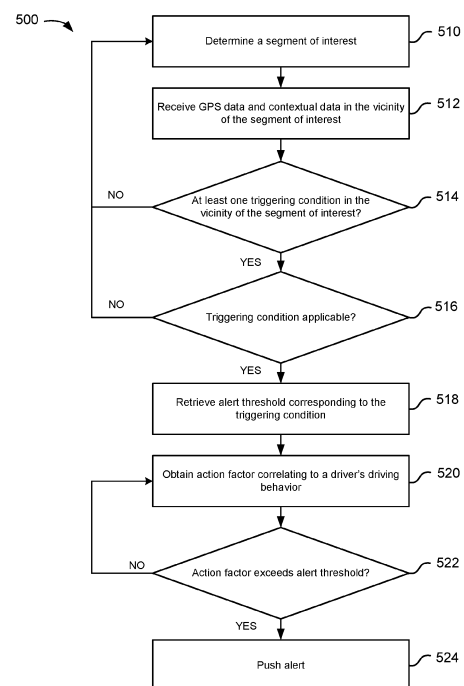 500
Determine a segment of interest
510
Receive GPS data and contextual data in the vicinity
of the segment of interest
512
At least one triggering condition in the
vicinity of the segment of interest?
514
NO
YES
Triggering condition applicable?
516
NO
YES
Retrieve alert threshold corresponding to the
triggering condition
518
Obtain action factor correlating to a driver's driving
behavior
520
Action factor exceeds alert threshold?
522
NO
YES
Push alert
524